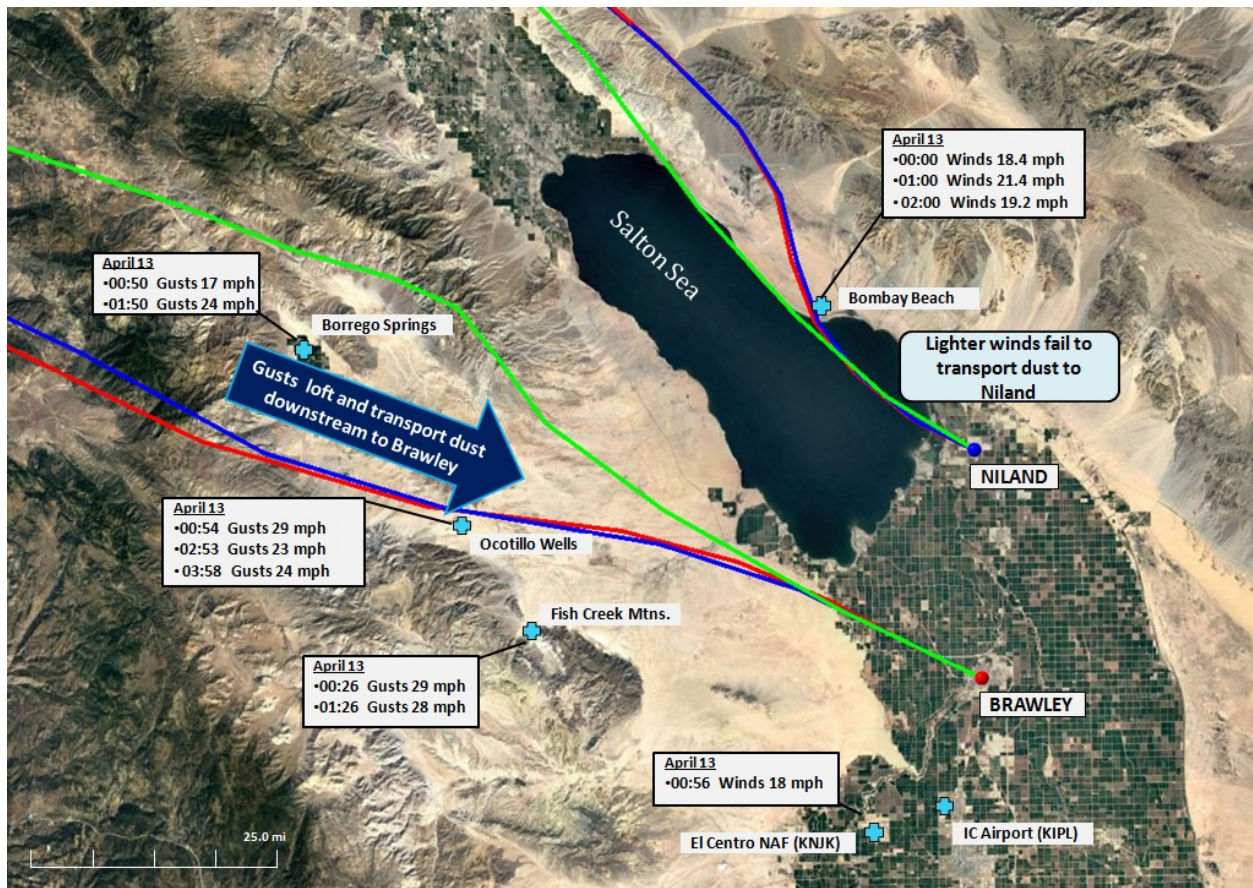 April 13
•00:00 Winds 18.4 mph
•01:00 Winds 21.4 mph
•02:00 Winds 19.2 mph
Salton Sea
Bombay Beach
April 13
•00:50 Gusts 17 mph
•01:50 Gusts 24 mph
Borrego Springs
Lighter winds fail to
transport dust to
Niland
Gusts loft and transport dust
downstream to Brawley
NILAND
April 13
•00:54 Gusts 29 mph
•02:53 Gusts 23 mph
•03:58 Gusts 24 mph
Ocotillo Wells
Fish Creek Mtns.
April 13
•00:26 Gusts 29 mph
•01:26 Gusts 28 mph
BRAWLEY
April 13
•00:56 Winds 18 mph
El Centro NAF (KNJK)
IC Airport (KIPL)
25.0 mi